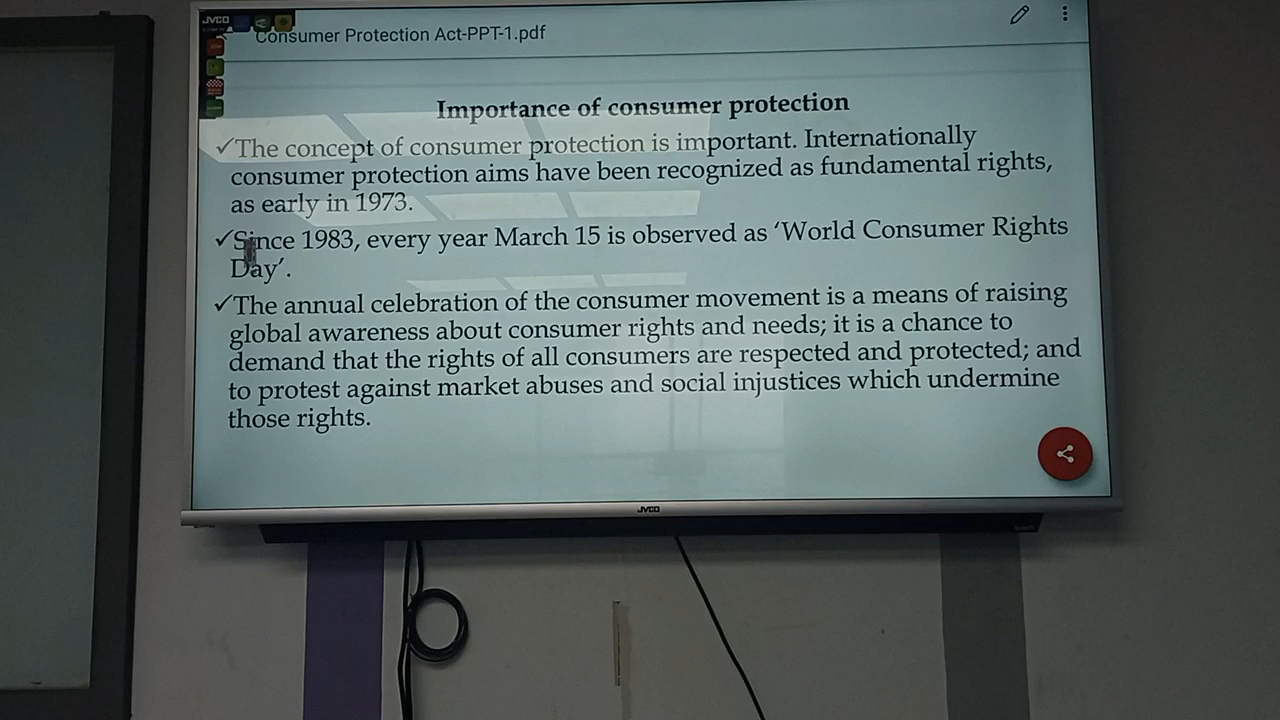 JVCO
Consumer Protection Act-PPT-1.pdf
Importance of consumer protection
✓The concept of consumer protection is important. Internationally
consumer protection aims have been recognized as fundamental rights,
as early in 1973.
✓Since 1983, every year March 15 is observed as ‘World Consumer Rights
Day’.
✓The annual celebration of the consumer movement is a means of raising
global awareness about consumer rights and needs; it is a chance to
demand that the rights of all consumers are respected and protected; and
to protest against market abuses and social injustices which undermine
those rights.
JVCO